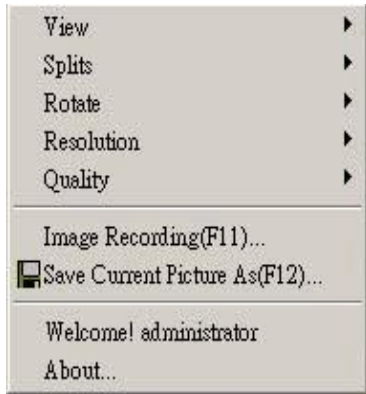 View
Splits
Rotate
Resolution
Quality
Image Recording(F11)...
Save Current Picture As(F12)...
Welcome! administrator
About...